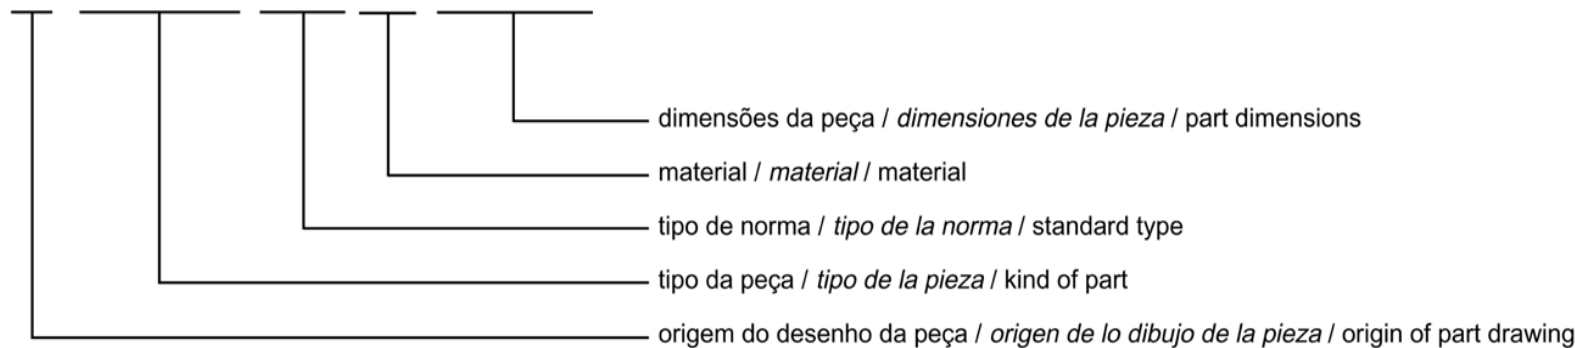 dimensões da peça / dimensiones de la pieza / part dimensions
material / material / material
tipo de norma / tipo de la norma / standard type
tipo da peça / tipo de la pieza / kind of part
origem do desenho da peça / origen de lo dibujo de la pieza / origin of part drawing